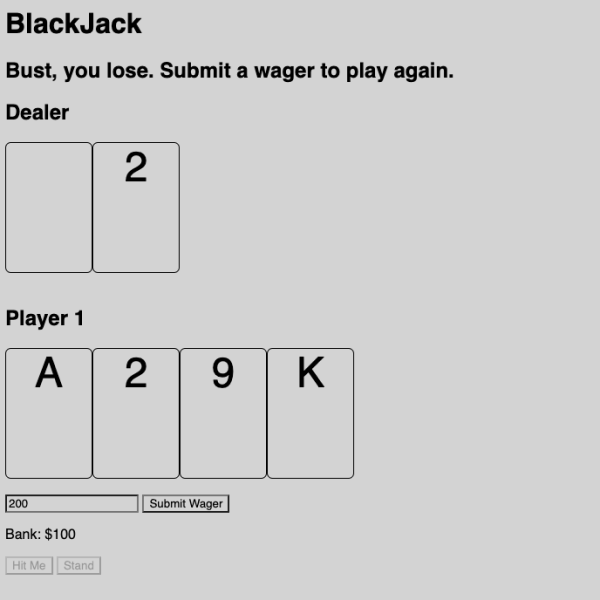 BlackJack
Bust, you lose. Submit a wager to play again.
Dealer
2
Player 1
A 2 9 K
200 Submit Wager
Bank: $100
Hit Me Stand